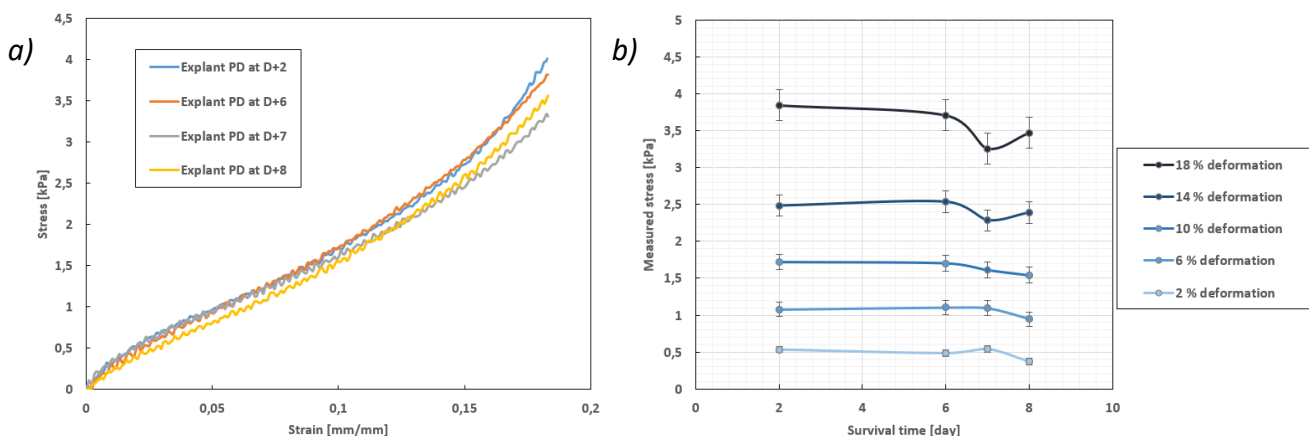 a)
4,5
4
3,5
3
2,5
2
1,5
1
0,5
0
Stress [kPa]
Explant PD at D+2
Explant PD at D+6
Explant PD at D+7
Explant PD at D+8
0
0,05
0,1
0,15
0,2
Strain [mm/mm]
b)
5
4,5
4
3,5
3
2,5
2
1,5
1
0,5
0
Measured stress [kPa]
0
2
4
6
8
10
Survival time [day]
18 % deformation
14 % deformation
10 % deformation
6 % deformation
2 % deformation